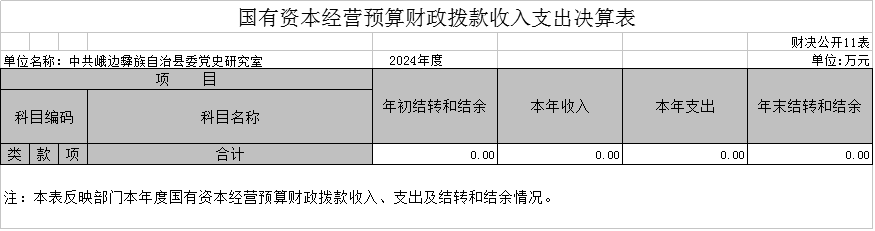 国有资本经营预算财政拨款收入支出决算表
财决公开11表
单位名称：中共峨边彝族自治县委党史研究室 2024年度 单位:万元
项 目 年初结转和结余 本年收入 本年支出 年末结转和结余
科目编码 科目名称
类 款 项 合计 0.00 0.00 0.00 0.00
注：本表反映部门本年度国有资本经营预算财政拨款收入、支出及结转和结余情况。